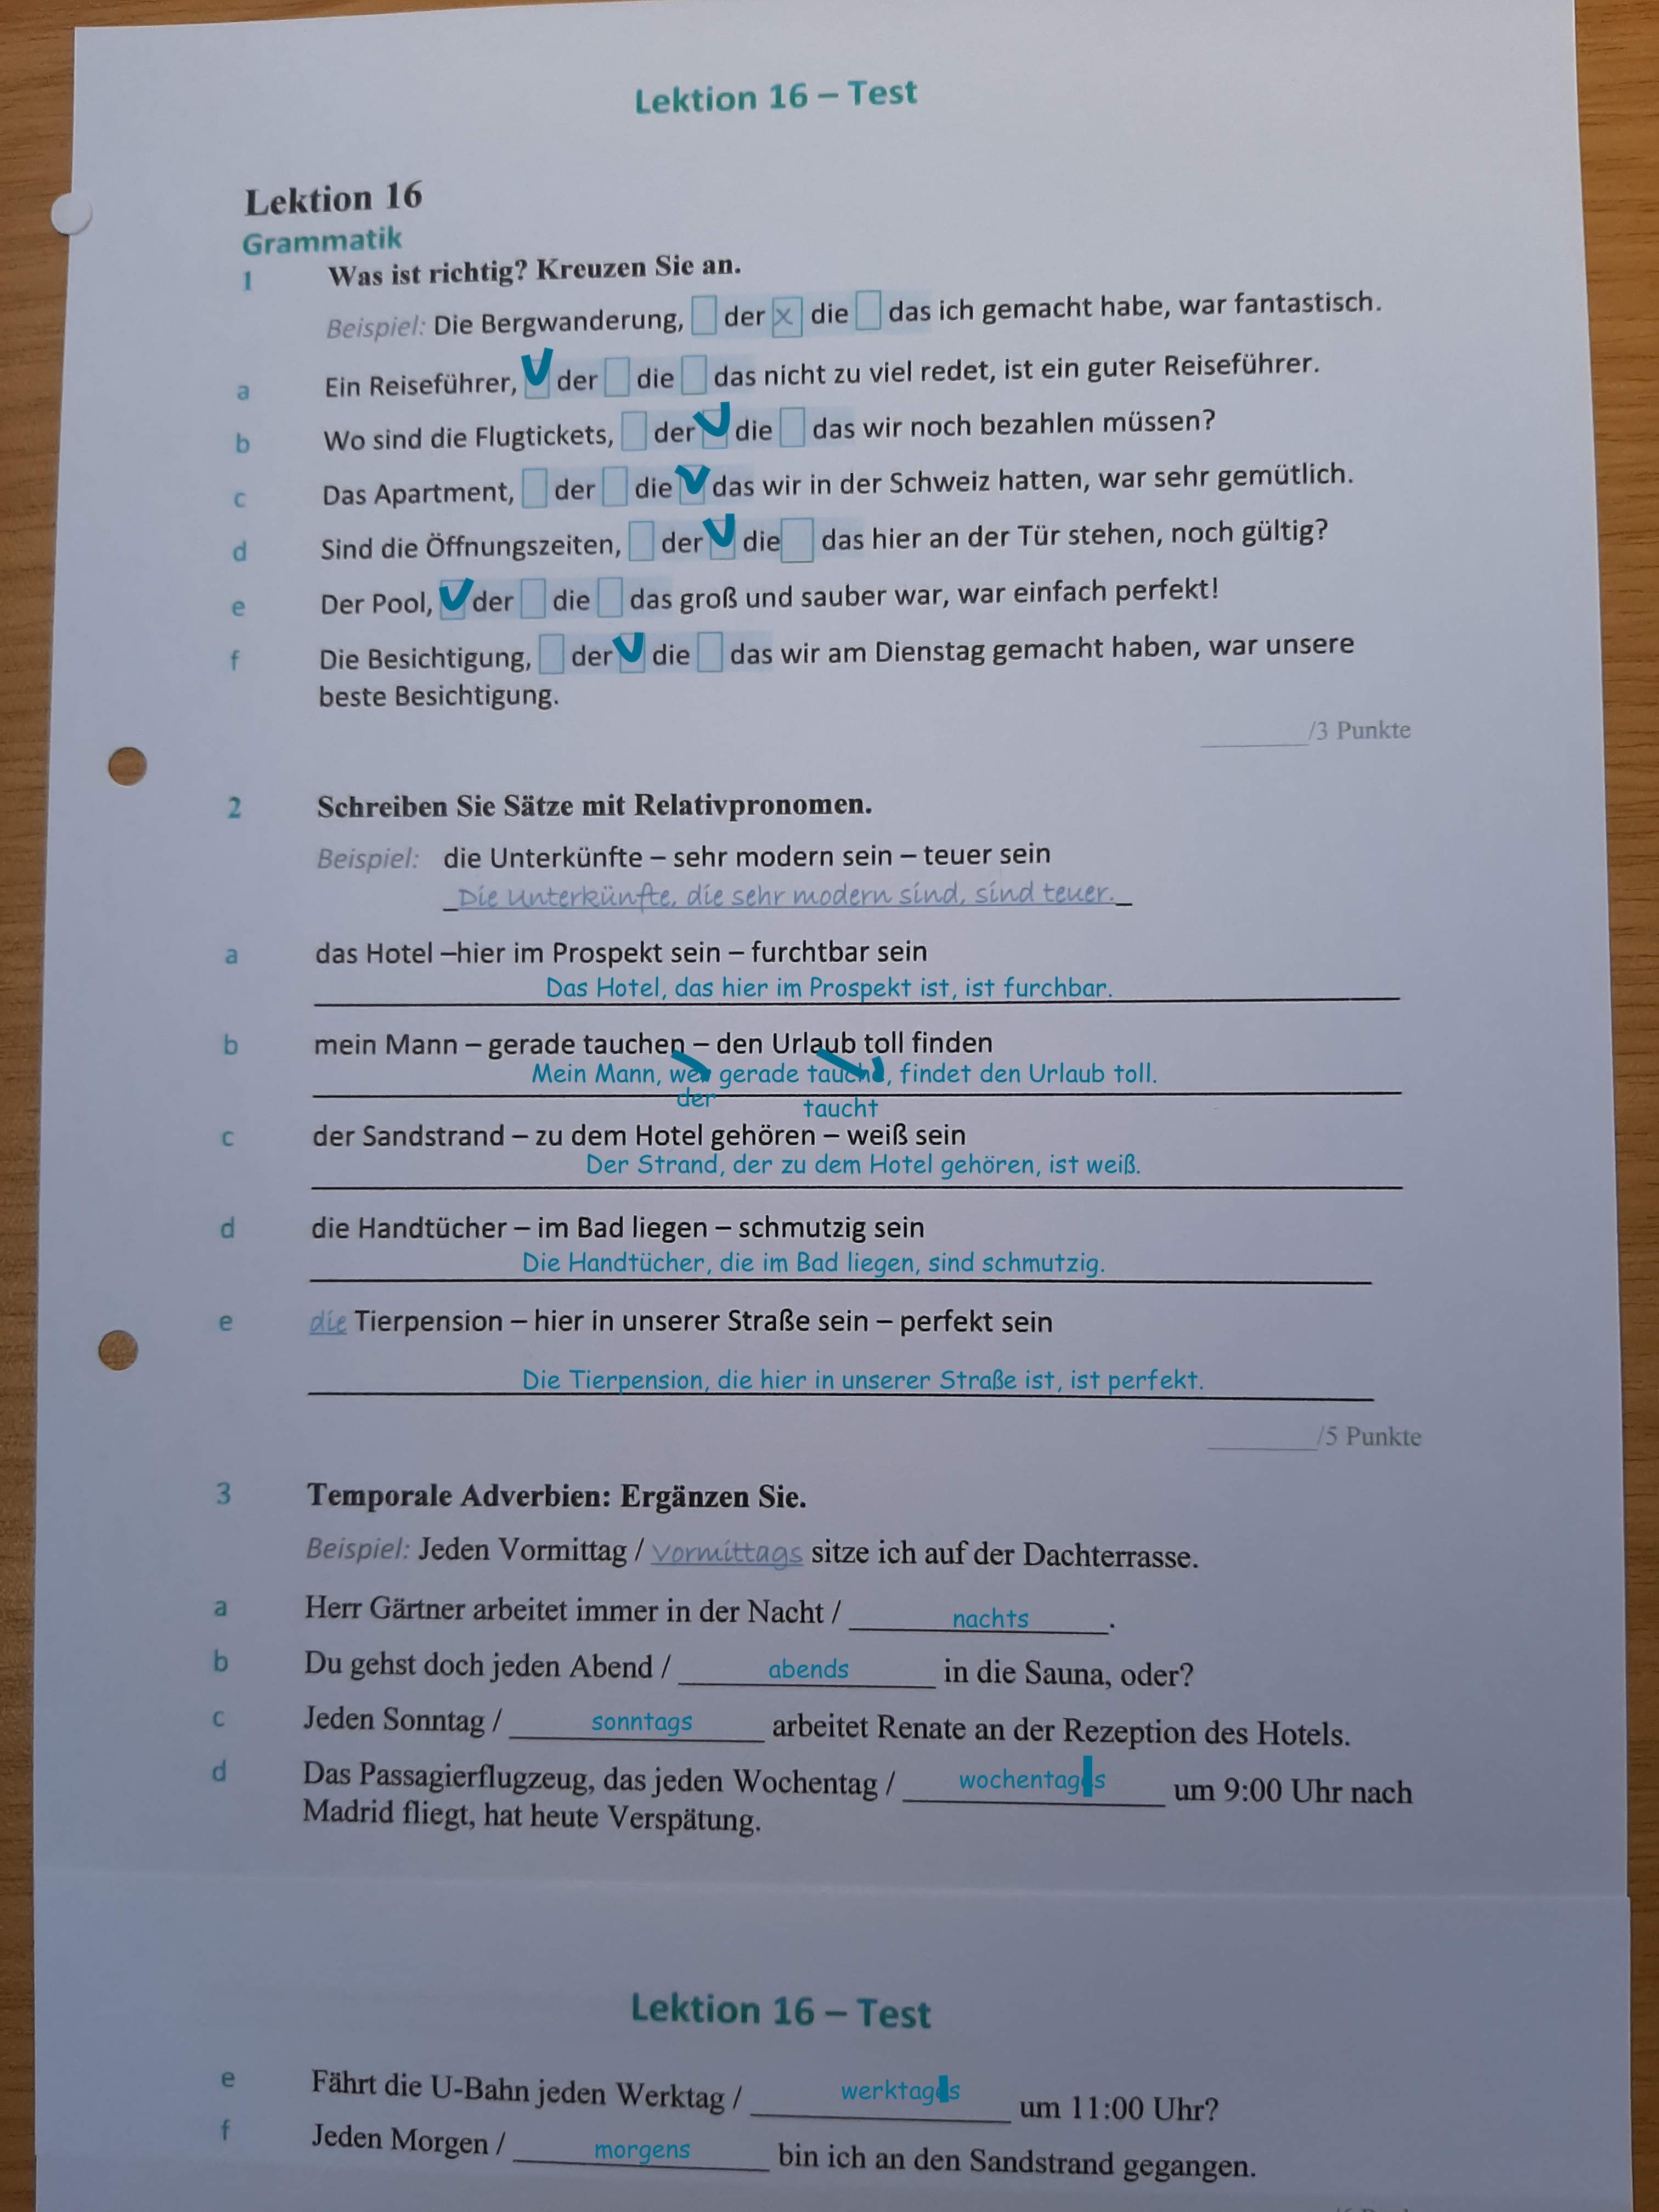 Lektion 16 – Test
Lektion 16
Grammatik
1 Was ist richtig? Kreuzen Sie an.
Beispiel: Die Bergwanderung, ☐ der ☒ die ☐ das ich gemacht habe, war fantastisch.
a Ein Reiseführer, ☑ der ☐ die ☐ das nicht zu viel redet, ist ein guter Reiseführer.
b Wo sind die Flugtickets, ☐ der ☑ die ☐ das wir noch bezahlen müssen?
c Das Apartment, ☐ der ☐ die ☑ das wir in der Schweiz hatten, war sehr gemütlich.
d Sind die Öffnungszeiten, ☐ der ☑ die ☐ das hier an der Tür stehen, noch gültig?
e Der Pool, ☑ der ☐ die ☐ das groß und sauber war, war einfach perfekt!
f Die Besichtigung, ☐ der ☑ die ☐ das wir am Dienstag gemacht haben, war unsere
beste Besichtigung.
/3 Punkte
2 Schreiben Sie Sätze mit Relativpronomen.
Beispiel: die Unterkünfte – sehr modern sein – teuer sein
Die Unterkünfte, die sehr modern sind, sind teuer.
a das Hotel –hier im Prospekt sein – furchtbar sein
Das Hotel, das hier im Prospekt ist, ist furchbar.
b mein Mann – gerade tauchen – den Urlaub toll finden
Mein Mann, gerade , findet den Urlaub toll.
der taucht
c der Sandstrand – zu dem Hotel gehören – weiß sein
Der Strand, der zu dem Hotel gehören, ist weiß.
d die Handtücher – im Bad liegen – schmutzig sein
Die Handtücher, die im Bad liegen, sind schmutzig.
e die Tierpension – hier in unserer Straße sein – perfekt sein
Die Tierpension, die hier in unserer Straße ist, ist perfekt.
/5 Punkte
3 Temporale Adverbien: Ergänzen Sie.
Beispiel: Jeden Vormittag / vormittags sitze ich auf der Dachterrasse.
a Herr Gärtner arbeitet immer in der Nacht / nachts.
b Du gehst doch jeden Abend / abends in die Sauna, oder?
c Jeden Sonntag / sonntags arbeitet Renate an der Rezeption des Hotels.
d Das Passagierflugzeug, das jeden Wochentag / wochentags um 9:00 Uhr nach
Madrid fliegt, hat heute Verspätung.
Lektion 16 – Test
e Fährt die U-Bahn jeden Werktag / werktags um 11:00 Uhr?
f Jeden Morgen / morgens bin ich an den Sandstrand gegangen.